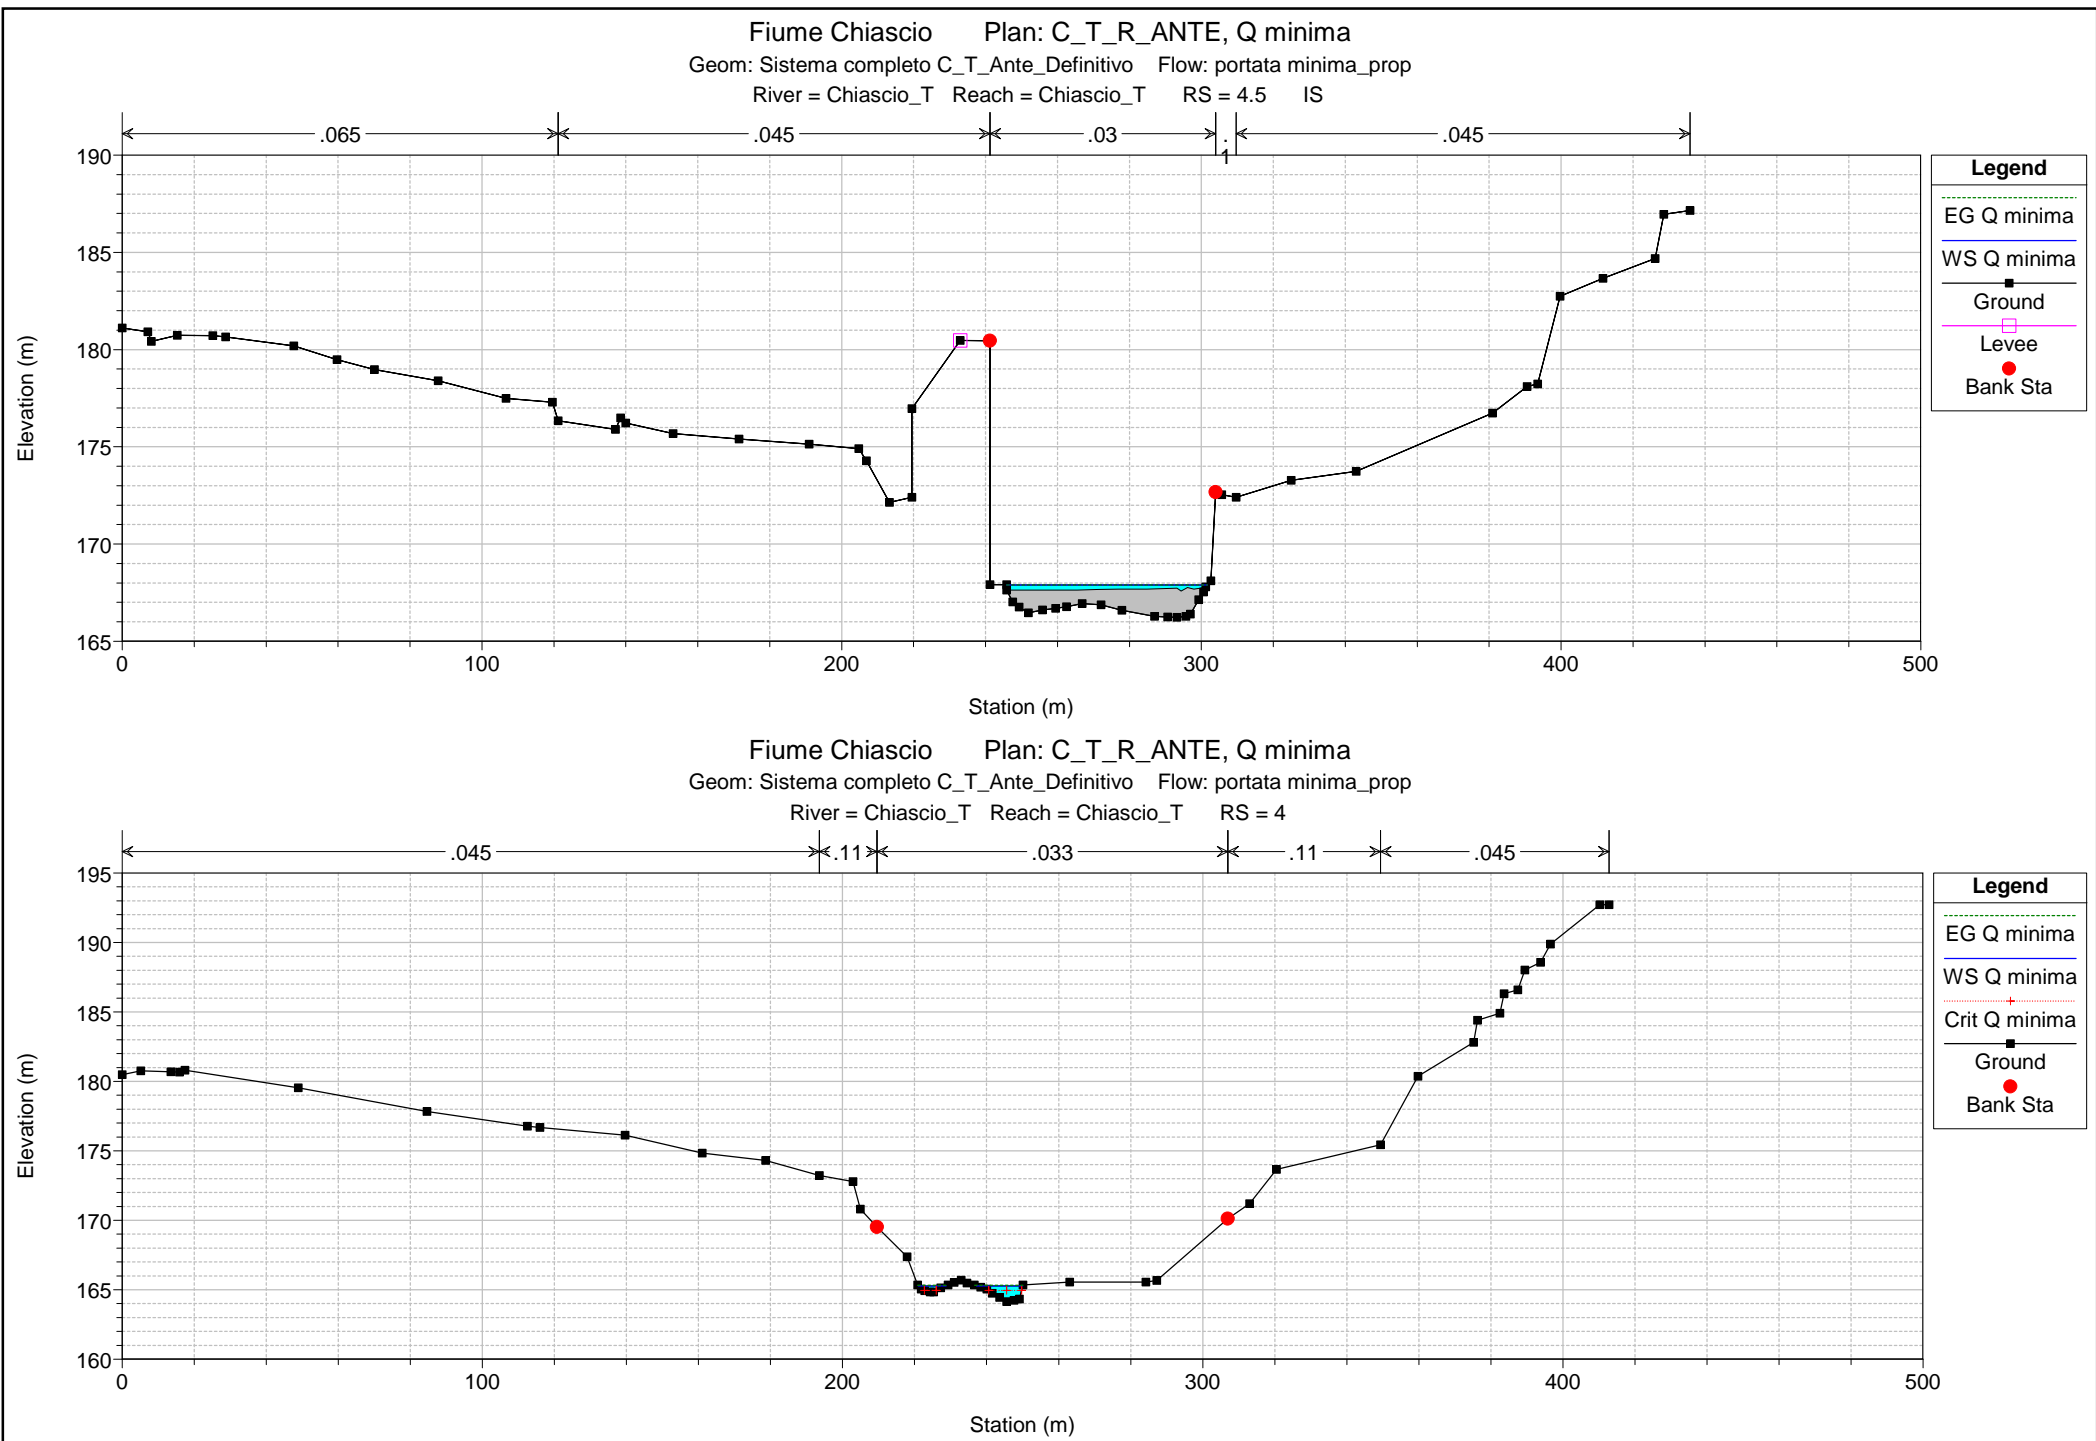 Fiume Chiascio Plan: C_T_R_ANTE, Q minima
Geom: Sistema completo C_T_Ante_Definitivo Flow: portata minima_prop
River = Chiascio_T Reach = Chiascio_T RS = 4.5 IS
.065 .045 .03 .1 .045
190
185
180
175
170
165
Elevation (m)
0 100 200 300 400 500
Station (m)
Legend
EG Q minima
WS Q minima
Ground
Levee
Bank Sta
Fiume Chiascio Plan: C_T_R_ANTE, Q minima
Geom: Sistema completo C_T_Ante_Definitivo Flow: portata minima_prop
River = Chiascio_T Reach = Chiascio_T RS = 4
.045 .11 .033 .11 .045
195
190
185
180
175
170
165
160
Elevation (m)
0 100 200 300 400 500
Station (m)
Legend
EG Q minima
WS Q minima
Crit Q minima
Ground
Bank Sta